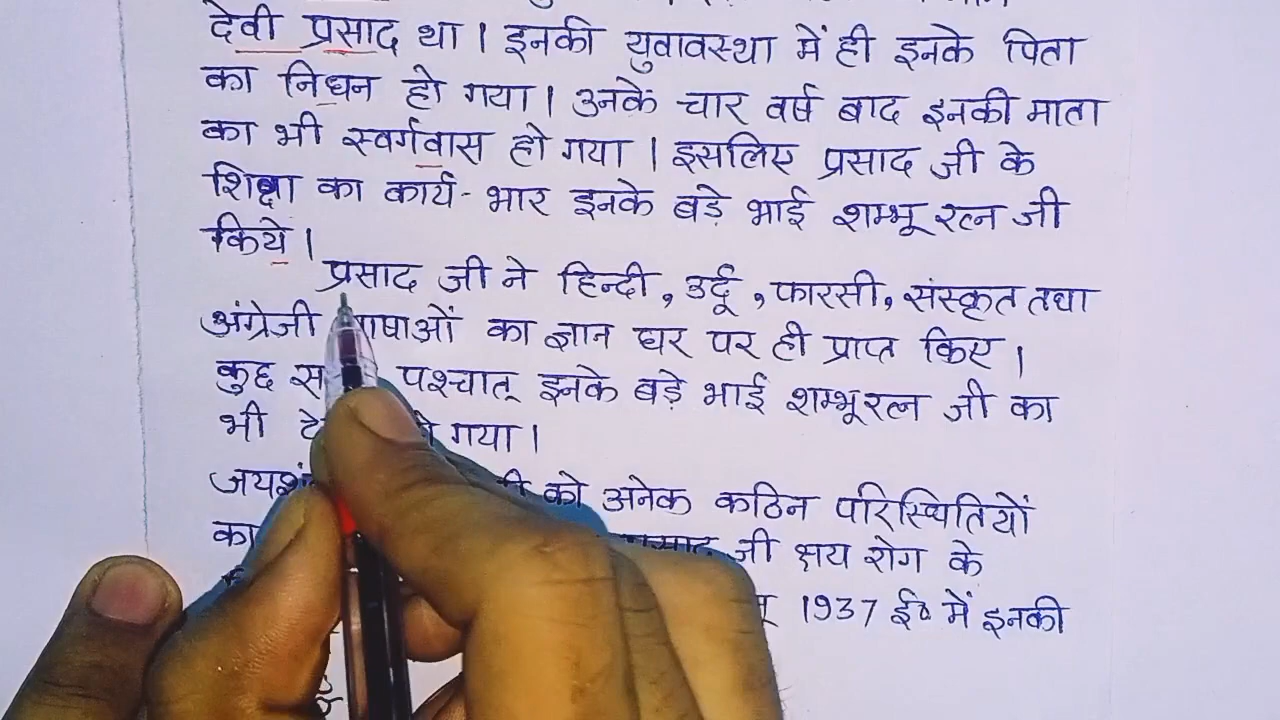 देवी प्रसाद था । इनकी युवावस्था में ही इनके पिता
का निधन हो गया । उनके चार वर्ष बाद इनकी माता
का भी स्वर्गवास हो गया । इसलिए प्रसाद जी के
शिक्षा का कार्य-भार इनके बड़े भाई शम्भू रत्न जी
किये ।
प्रसाद जी ने हिन्दी, उर्दू, फारसी, संस्कृत तथा
अंग्रेजी भाषाओं का ज्ञान घर पर ही प्राप्त किए ।
कुछ पश्चात् इनके बड़े भाई शम्भू रत्न जी का
भी गया ।
को अनेक कठिन परिस्थितियों
का प्रसाद जी क्षय रोग के
1937 ई० में इनकी